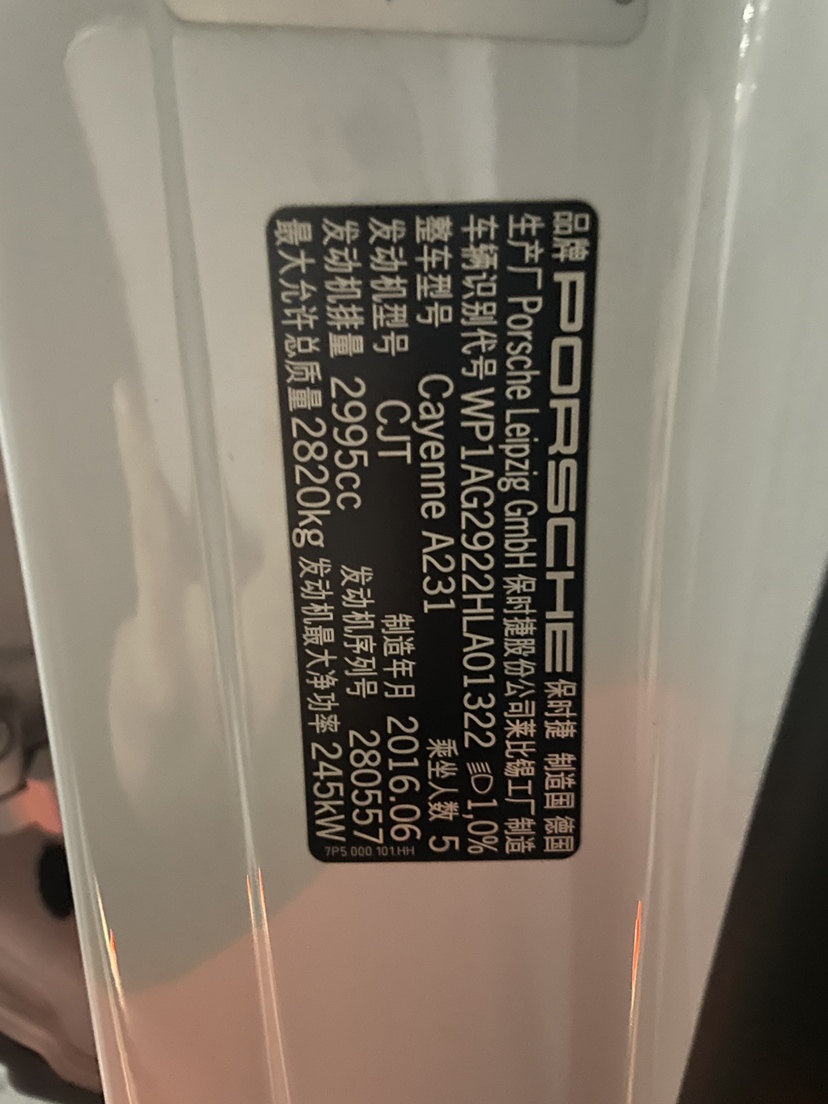 品牌 PORSCHE 保时捷 制造国 德国
生产厂 Porsche Leipzig GmbH 保时捷股份公司莱比锡工厂 制造
车辆识别代号 WP1AG2922HLA01322 1,0%
整车型号 Cayenne A231 乘坐人数 5
发动机型号 CJT 制造年月 2016.06
发动机排量 2995cc 发动机序列号 280557
最大允许总质量 2820kg 发动机最大净功率 245kW
7P5.000.101.HH